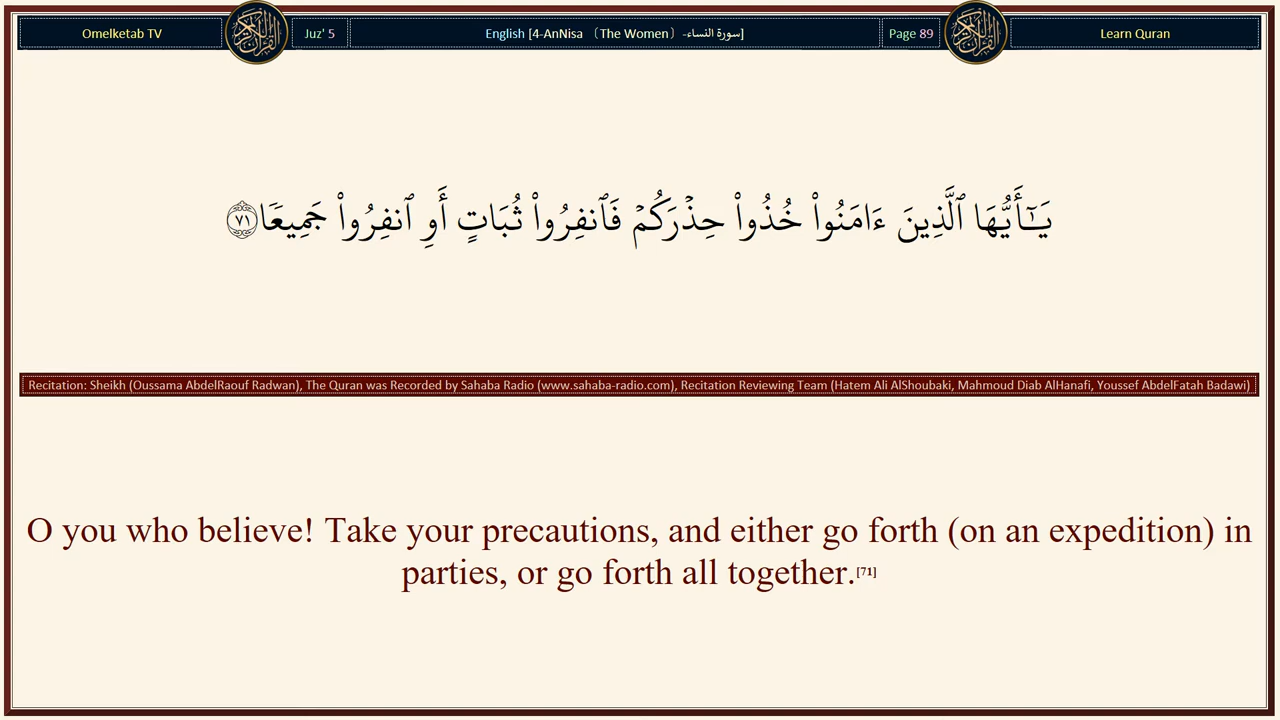 Omelketab TV
Juz' 5
English [4-AnNisa （The Women）-سورة النساء]
Page 89
Learn Quran
يَـٰٓأَيُّهَا ٱلَّذِينَ ءَامَنُوا۟ خُذُوا۟ حِذْرَكُمْ فَٱنفِرُوا۟ ثُبَاتٍ أَوِ ٱنفِرُوا۟ جَمِيعًا ٧١
Recitation: Sheikh (Oussama AbdelRaouf Radwan), The Quran was Recorded by Sahaba Radio (www.sahaba-radio.com), Recitation Reviewing Team (Hatem Ali AlShoubaki, Mahmoud Diab AlHanafi, Youssef AbdelFatah Badawi)
O you who believe! Take your precautions, and either go forth (on an expedition) in
parties, or go forth all together.[71]